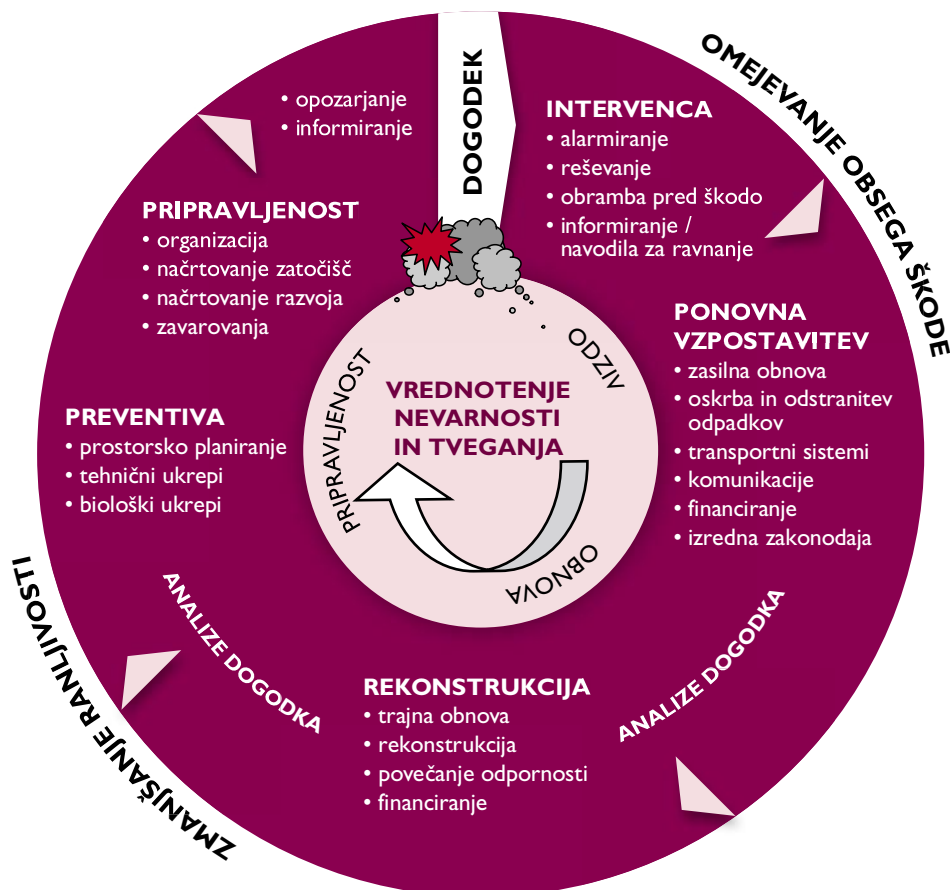 DOGODEK
OMEJEVANJE OBSEGA ŠKODE
INTERVENCA
• alarmiranje
• reševanje
• obramba pred škodo
• informiranje /
navodila za ravnanje
PONOVNA
VZPOSTAVITEV
• zasilna obnova
• oskrba in odstranitev
odpadkov
• transportni sistemi
• komunikacije
• financiranje
• izredna zakonodaja
ANALIZE DOGODKA
REKONSTRUKCIJA
• trajna obnova
• rekonstrukcija
• povečanje odpornosti
• financiranje
ANALIZE DOGODKA
ZMANJŠANJE RANLJIVOSTI
PREVENTIVA
• prostorsko planiranje
• tehnični ukrepi
• biološki ukrepi
PRIPRAVLJENOST
• organizacija
• načrtovanje zatočišč
• načrtovanje razvoja
• zavarovanja
• opozarjanje
• informiranje
ODZIV
OBNOVA
PRIPRAVLJENOST
VREDNOTENJE
NEVARNOSTI
IN TVEGANJA